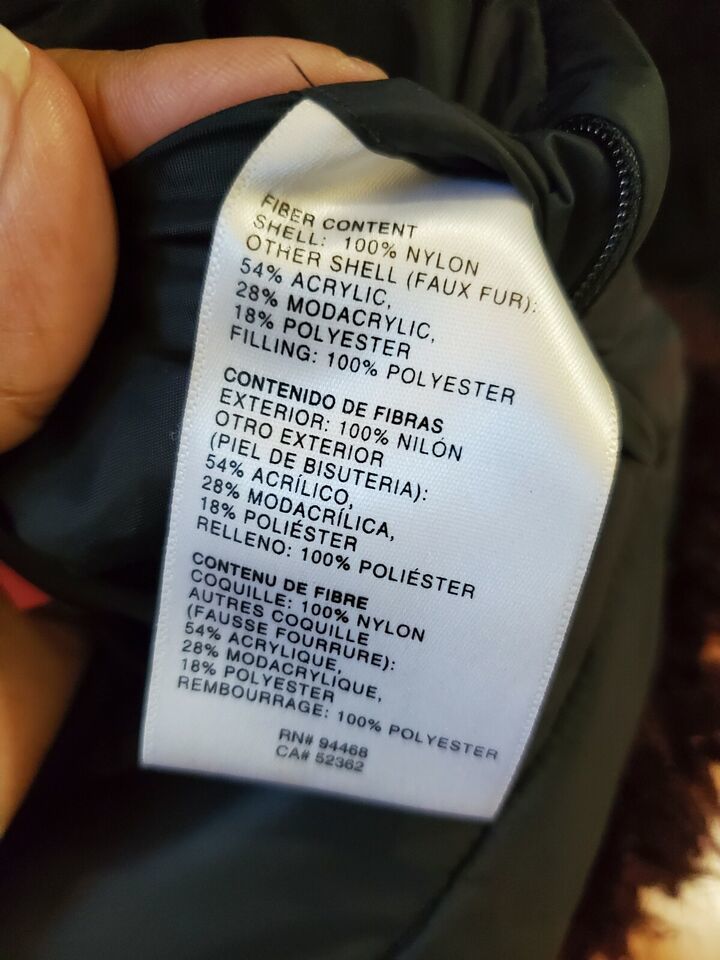 FIBER CONTENT
SHELL: 100% NYLON
OTHER SHELL (FAUX FUR):
54% ACRYLIC,
28% MODACRYLIC,
18% POLYESTER
FILLING: 100% POLYESTER
CONTENIDO DE FIBRAS
EXTERIOR: 100% NILÓN
OTRO EXTERIOR
(PIEL DE BISUTERIA):
54% ACRÍLICO,
28% MODACRÍLICA,
18% POLIÉSTER
RELLENO: 100% POLIÉSTER
CONTENU DE FIBRE
COQUILLE: 100% NYLON
AUTRES COQUILLE
(FAUSSE FOURRURE):
54% ACRYLIQUE,
28% MODACRYLIQUE,
18% POLYESTER
REMBOURRAGE: 100% POLYESTER
RN# 94468
CA# 52362